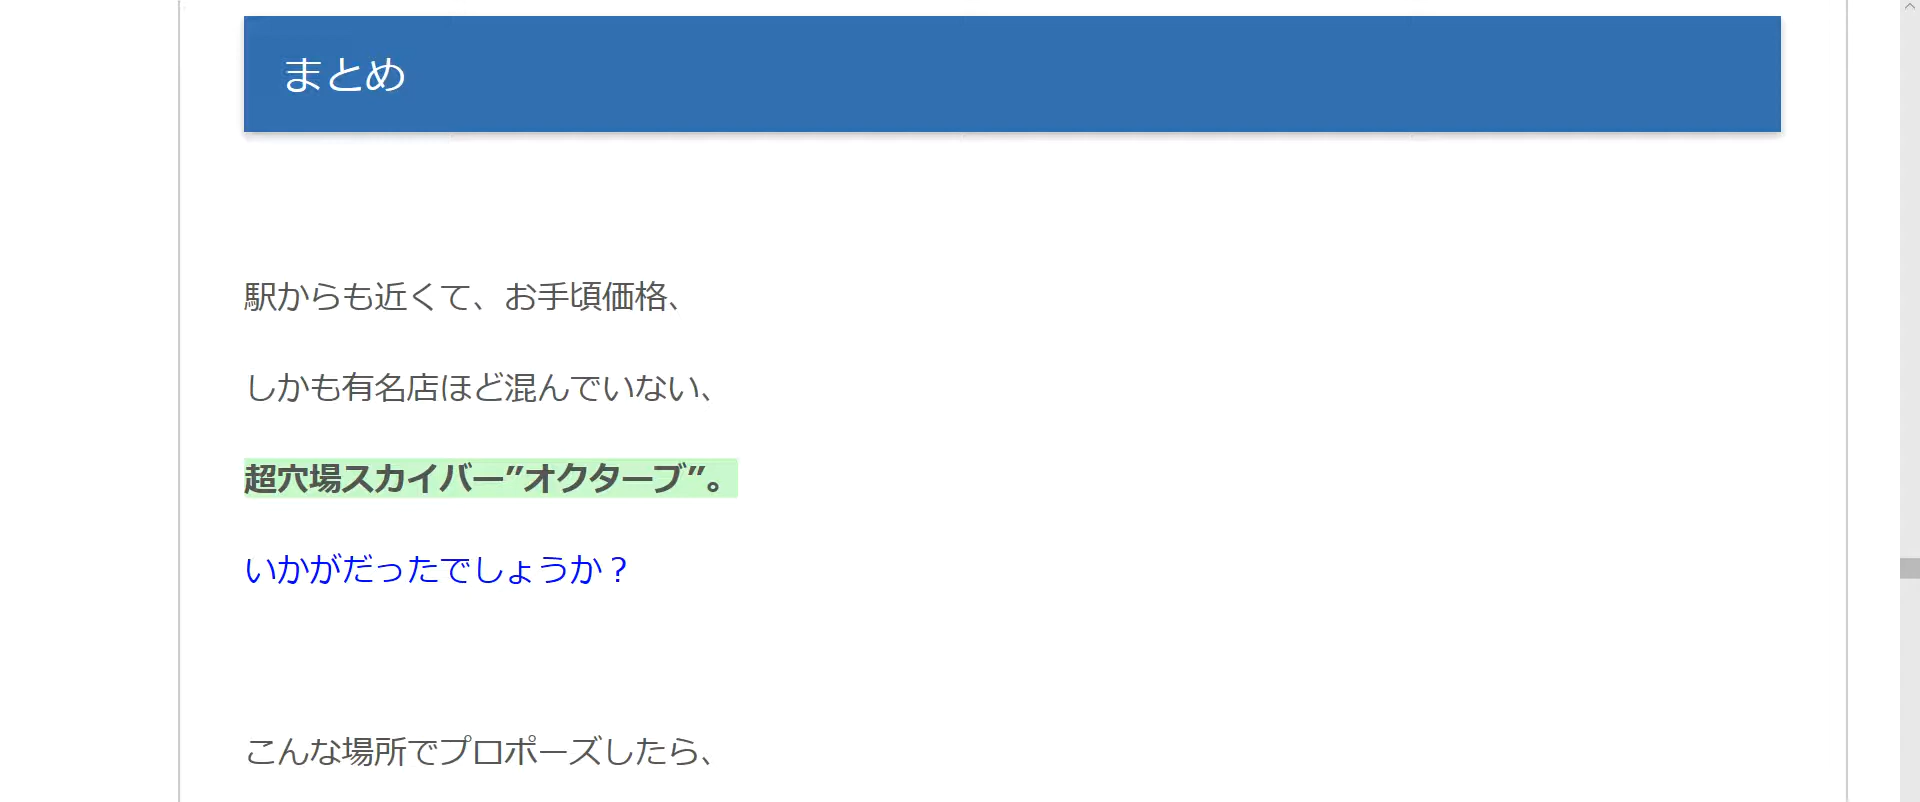 まとめ
駅からも近くて、お手頃価格、
しかも有名店ほど混んでいない、
超穴場スカイバー”オクターブ”。
いかがだったでしょうか？
こんな場所でプロポーズしたら、